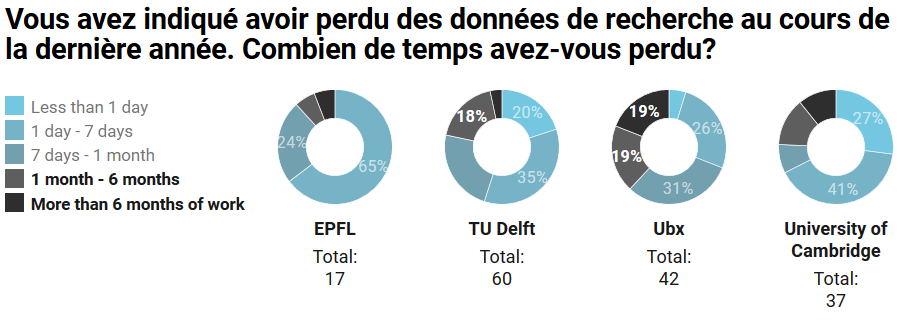 Vous avez indiqué avoir perdu des données de recherche au cours de
la dernière année. Combien de temps avez-vous perdu?
Less than 1 day
1 day - 7 days
7 days - 1 month
1 month - 6 months
More than 6 months of work
24%
65%
EPFL
Total:
17
18%
20%
35%
TU Delft
Total:
60
19%
26%
19%
31%
Ubx
Total:
42
27%
41%
University of
Cambridge
Total:
37